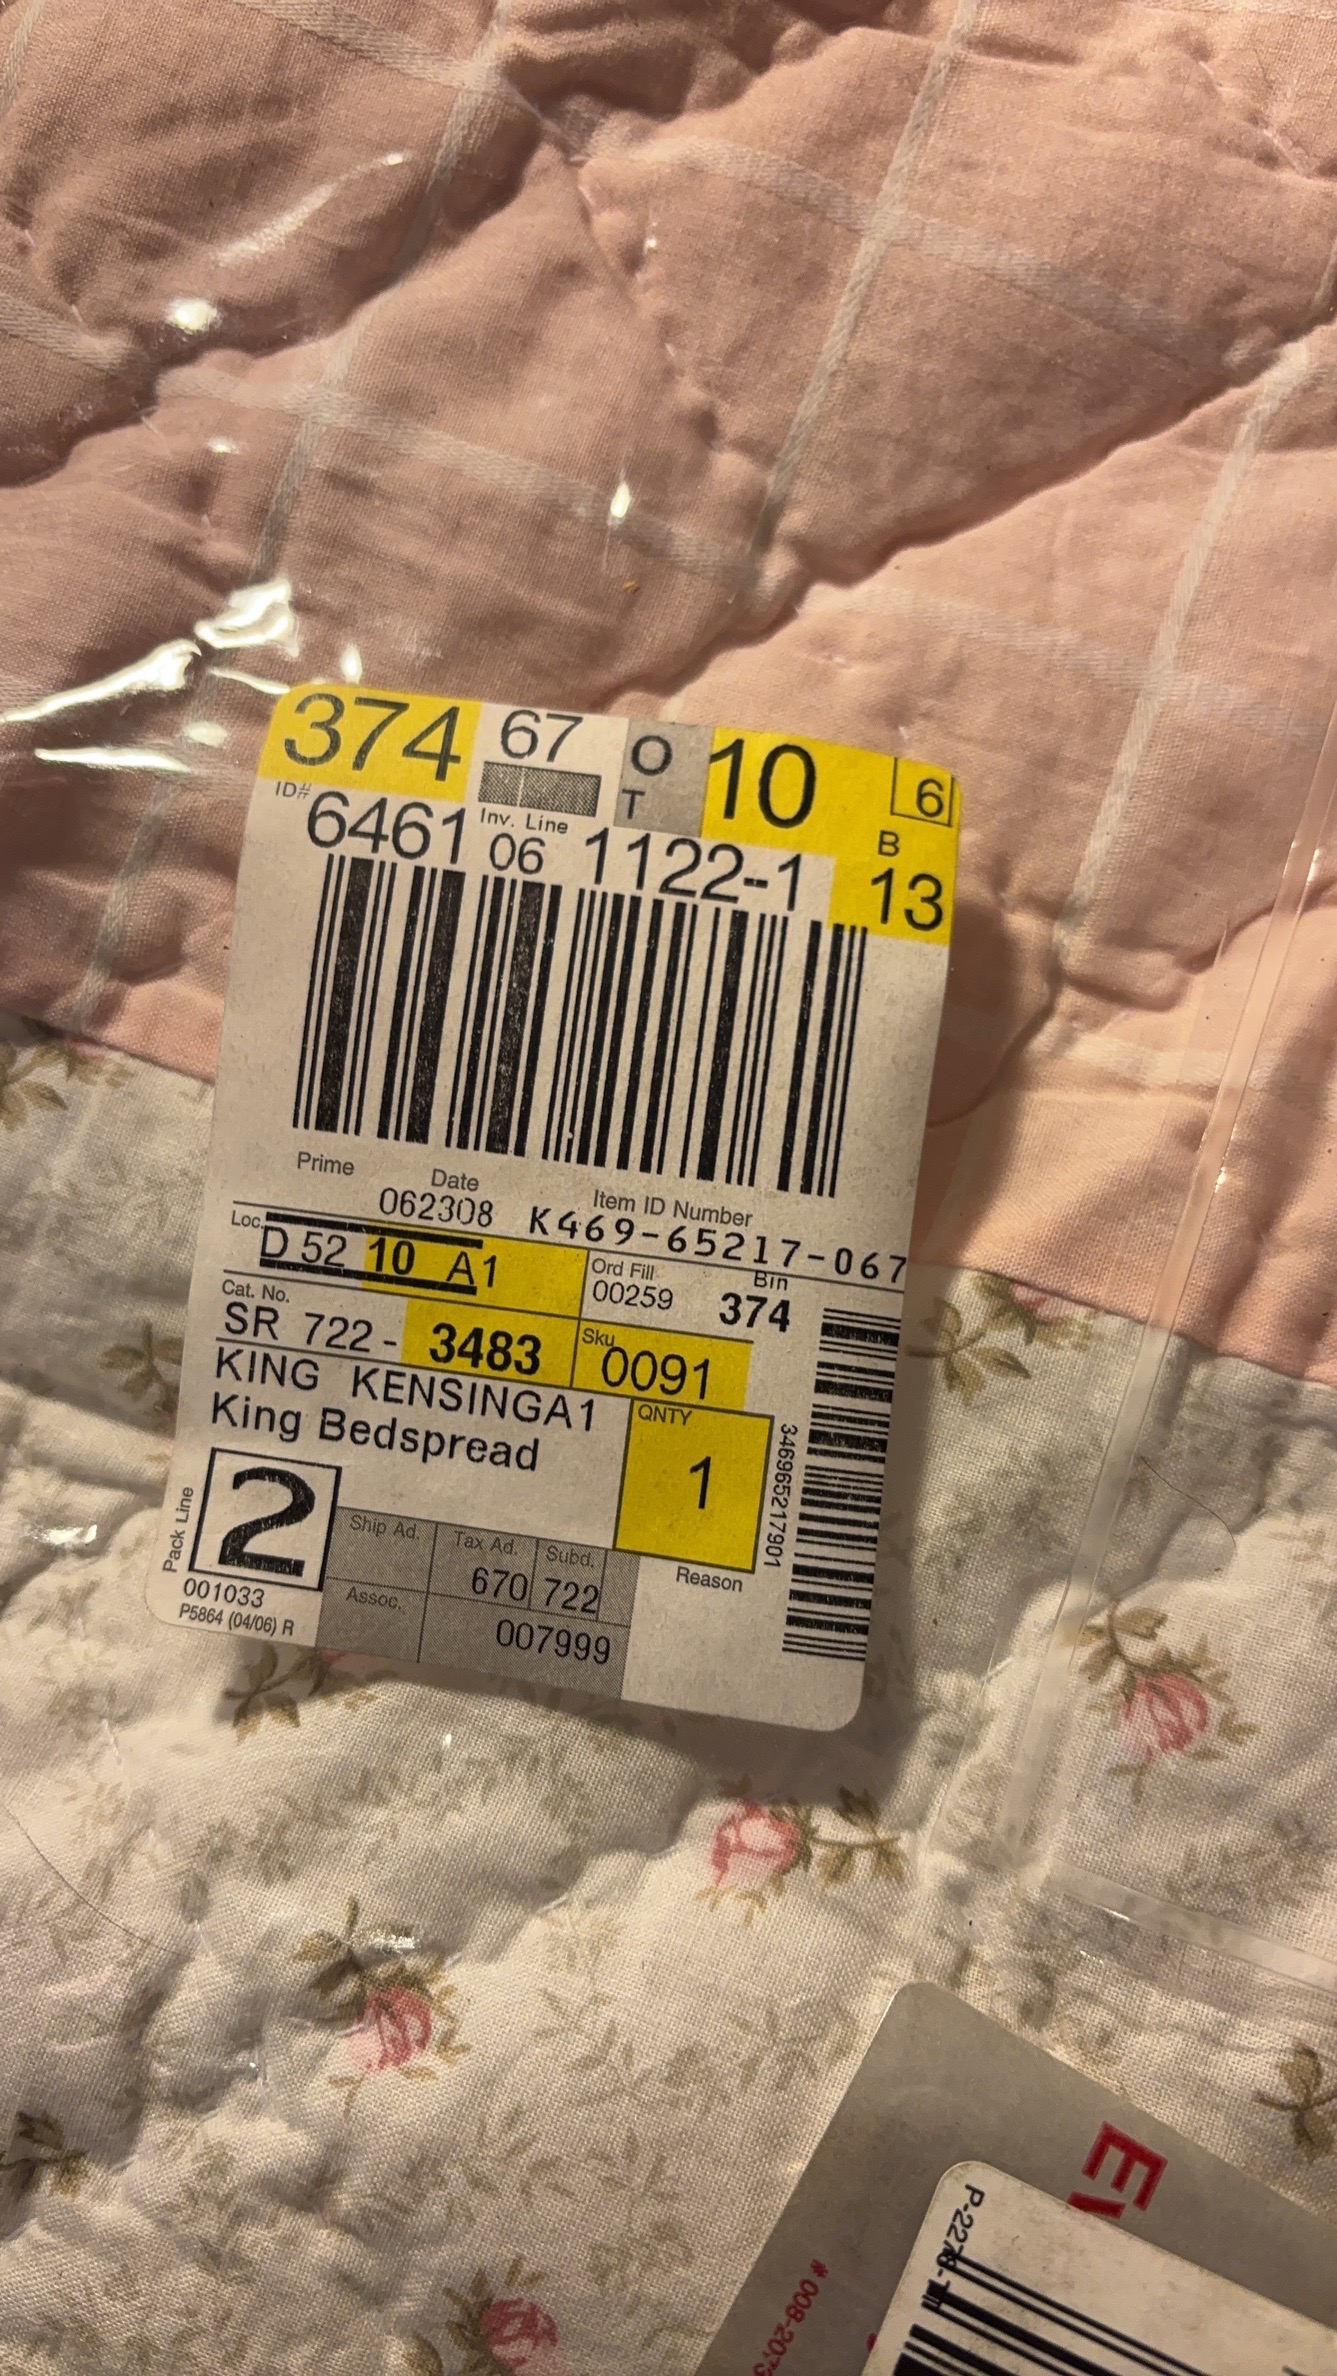 374 67 O 10 6
T
ID# 6461 Inv. Line 06 1122-1 B 13
Prime Date 062308 Item ID Number K469-65217-067
Loc. D 52 10 A1 Ord Fill 00259 Bin 374
Cat. No. SR 722 - 3483 Sku 0091
KING KENSINGA1
King Bedspread
QNTY 1
346965217901
Pack Line 2
Ship Ad. Tax Ad. 670 Subd. 722
Reason
001033
Assoc. 007999
P5864 (04/06) R